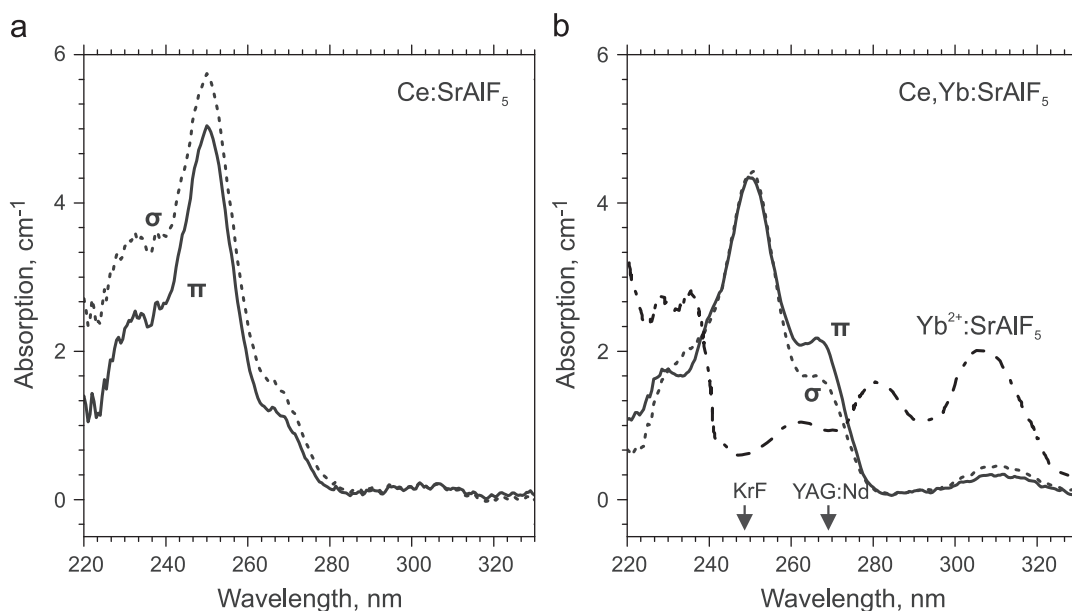 a
Ce:SrAlF₅
σ
π
Absorption, cm⁻¹
6
4
2
0
220 240 260 280 300 320
Wavelength, nm
b
Ce,Yb:SrAlF₅
Yb²⁺:SrAlF₅
π
σ
KrF YAG:Nd
Absorption, cm⁻¹
6
4
2
0
220 240 260 280 300 320
Wavelength, nm